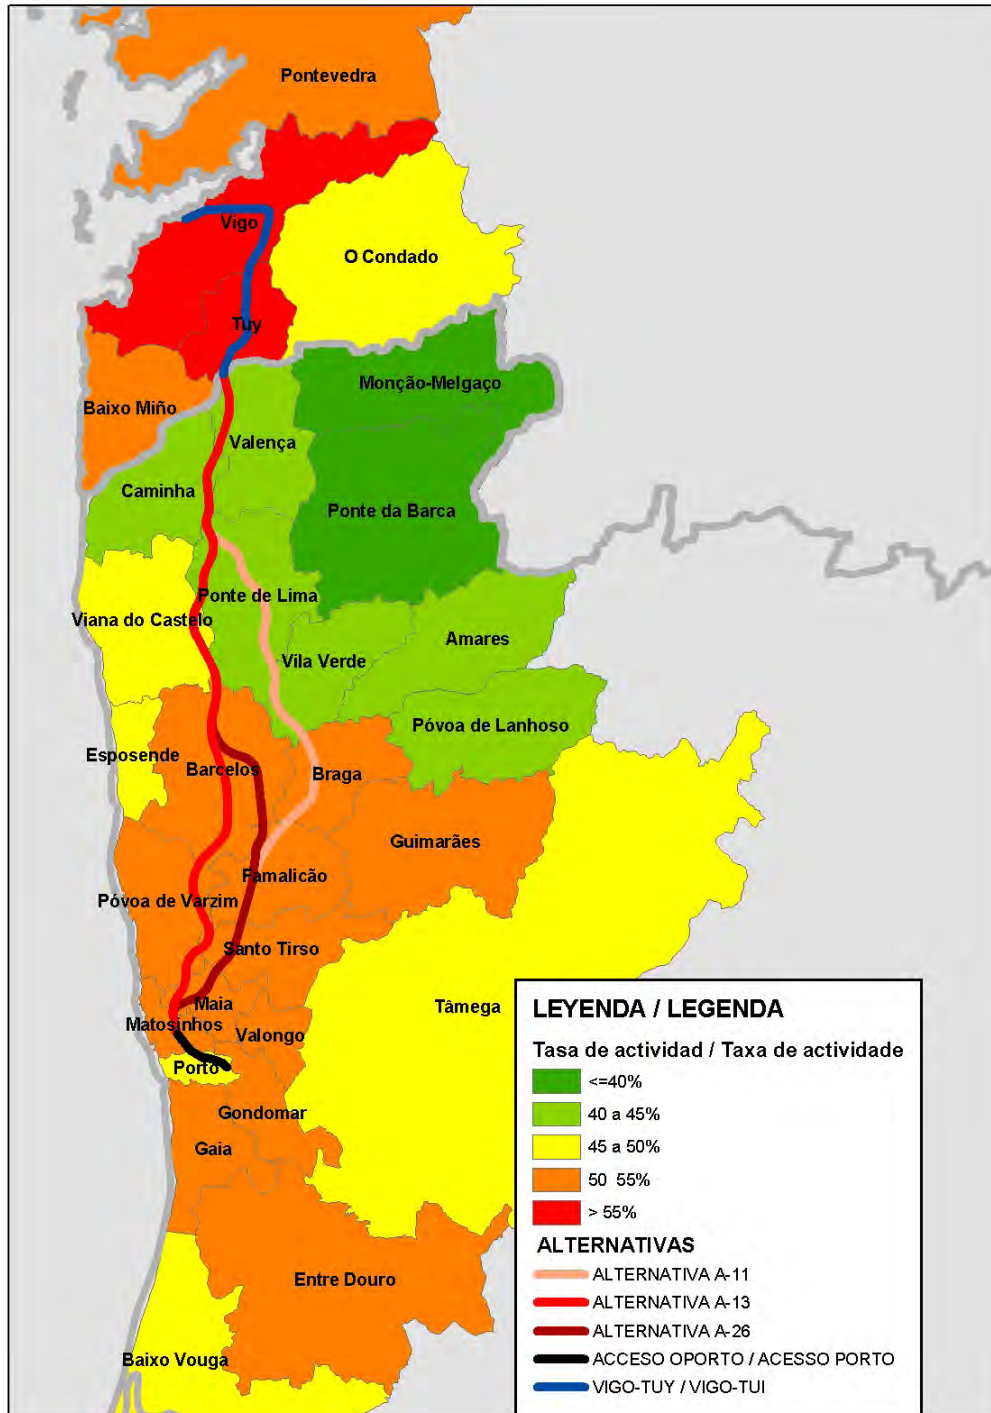 Pontevedra
Vigo
O Condado
Tuy
Monção-Melgaço
Baixo Miño
Valença
Caminha
Ponte da Barca
Ponte de Lima
Viana do Castelo
Amares
Vila Verde
Póvoa de Lanhoso
Esposende
Barcelos
Braga
Guimarães
Famalicão
Póvoa de Varzim
Santo Tirso
Maia
Tâmega
Matosinhos
Valongo
Porto
Gondomar
Gaia
Entre Douro
Baixo Vouga
LEYENDA / LEGENDA
Tasa de actividad / Taxa de actividade
<=40%
40 a 45%
45 a 50%
50 55%
> 55%
ALTERNATIVAS
ALTERNATIVA A-11
ALTERNATIVA A-13
ALTERNATIVA A-26
ACCESO OPORTO / ACESSO PORTO
VIGO-TUY / VIGO-TUI